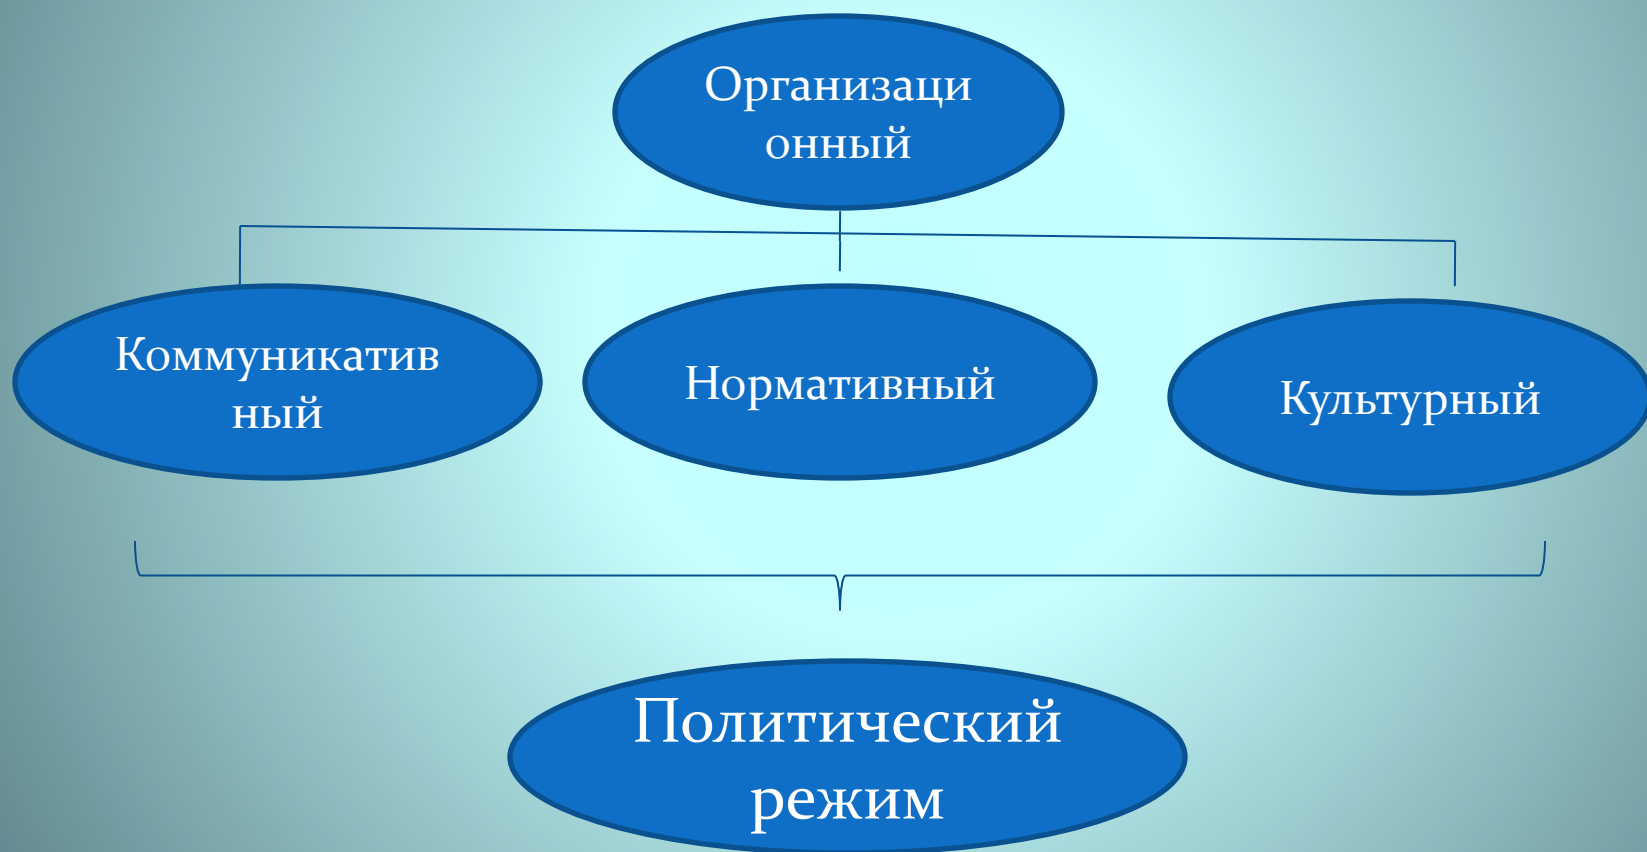 Организаци
онный
Коммуникатив
ный
Нормативный
Культурный
Политический
режим